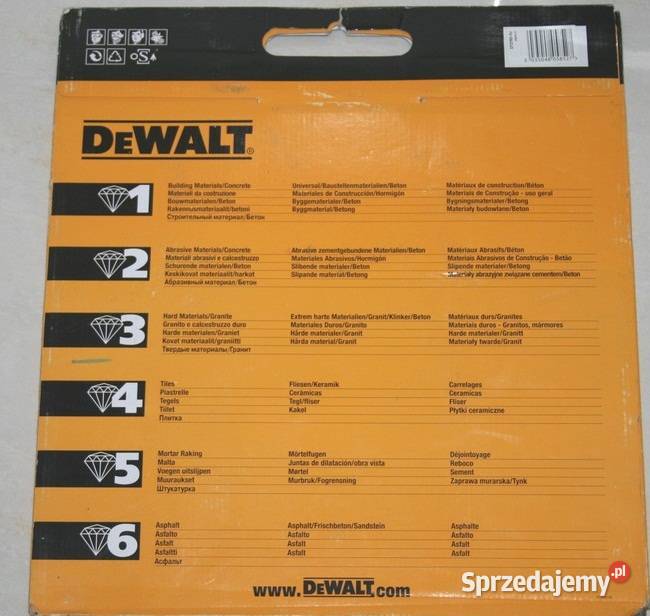 DEWALT®
1
Building Materials/Concrete
Materiali da costruzione
Bouwmaterialen/Beton
Rakennusmateriaalit/betoni
Строительный материал/Бетон
Universal/Baustellenmaterialien/Beton
Materiales de Construcción/Hormigón
Byggematerialer/Beton
Byggmaterial/Betong
Matériaux de construction/Béton
Materiais de Construção - uso geral
Bygningsmaterialer/Betong
Materiały budowlane/Beton
2
Abrasive Materials/Concrete
Materiali abrasivi e calcestruzzo
Schurende materialen/Beton
Keskikovat materiaalit/harkot
Абразивный материал/Бетон
Abrasive zementgebundene Materialien/Beton
Materiales Abrasivos/Hormigón
Slibende materialer/Beton
Slipande material/Betong
Matériaux Abrasifs/Béton
Materiais Abrasivos de Construção - Betão
Slipende materialer/Betong
Materiały abrazyjne związane cementem/Beton
3
Hard Materials/Granite
Granito e calcestruzzo duro
Harde materialen/Graniet
Kovat materiaalit/graniitti
Твердые материалы/Гранит
Extrem harte Materialien/Granit/Klinker/Beton
Materiales Duros/Granito
Hårde materialer/Granit
Hårda material/Granit
Matériaux durs/Granites
Materiais duros - Granitos, mármores
Harde materialer/Granitt
Materiały twarde/Granit
4
Tiles
Piastrelle
Tegels
Tiilet
Плитка
Fliesen/Keramik
Cerámicas
Tegl/fliser
Kakel
Carrelages
Ceramicas
Fliser
Płytki ceramiczne
5
Mortar Raking
Malta
Voegen uitslijpen
Muuraukset
Штукатурка
Mörtelfugen
Juntas de dilatación/obra vista
Mørtel
Murbruk/Fogrensning
Déjointoyage
Reboco
Sement
Zaprawa murarska/Tynk
6
Asphalt
Asfalto
Asfalt
Asfaltti
Асфальт
Asphalt/Frischbeton/Sandstein
Asfalto
Asfalt
Asfalt
Asphalte
Asfalto
Asfalt
Asfalt
www.DEWALT.com
Sprzedajemy.pl